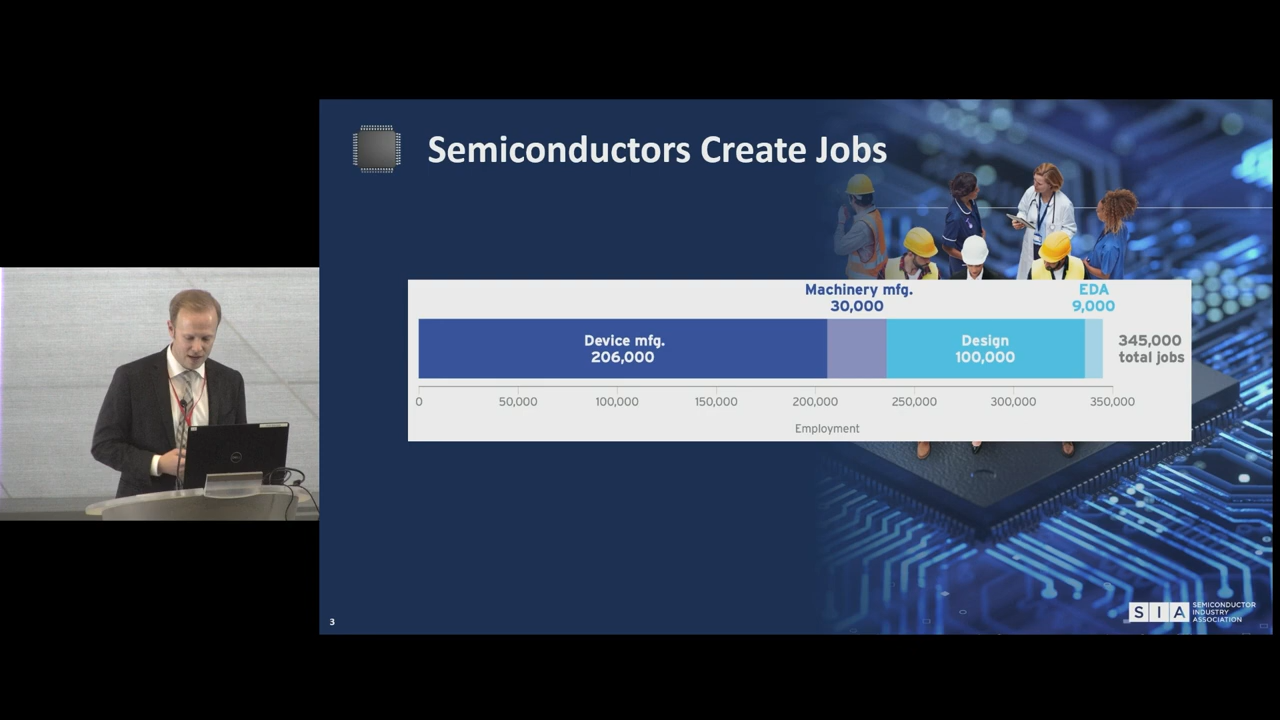 Semiconductors Create Jobs
Machinery mfg.
30,000
EDA
9,000
Device mfg.
206,000
Design
100,000
345,000
total jobs
0
50,000
100,000
150,000
200,000
250,000
300,000
350,000
Employment
3
SIA
SEMICONDUCTOR
INDUSTRY
ASSOCIATION